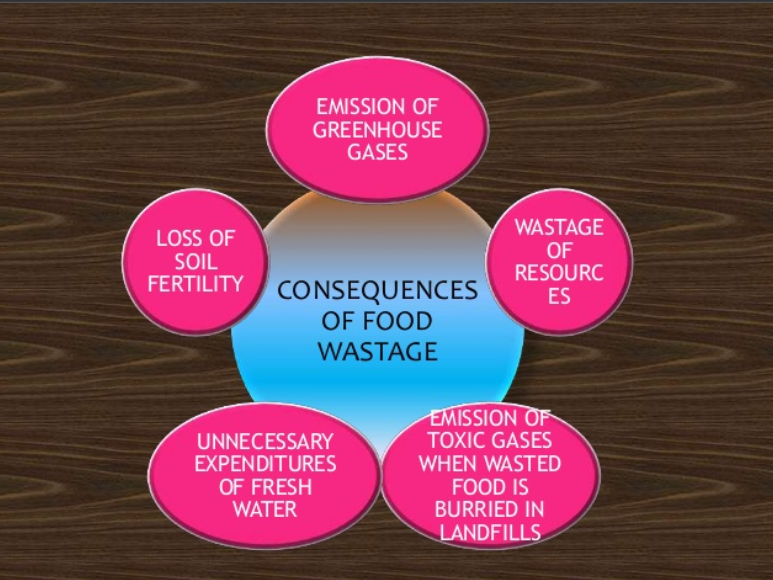 EMISSION OF
GREENHOUSE
GASES
LOSS OF
SOIL
FERTILITY
WASTAGE
OF
RESOURC
ES
CONSEQUENCES
OF FOOD
WASTAGE
UNNECESSARY
EXPENDITURES
OF FRESH
WATER
EMISSION OF
TOXIC GASES
WHEN WASTED
FOOD IS
BURRIED IN
LANDFILLS